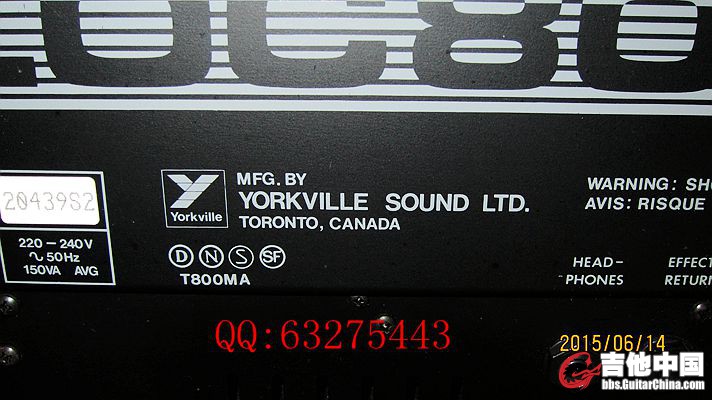 OC80
MFG. BY
YORKVILLE SOUND LTD.
TORONTO, CANADA
Yorkville
20439S2
220-240V
∿ 50Hz
150VA AVG
D N S SF
T800MA
WARNING: SH
AVIS: RISQUE
HEAD-
PHONES
EFFECT
RETURN
QQ:63275443
2015/06/14
吉他中国
bbs.GuitarChina.com